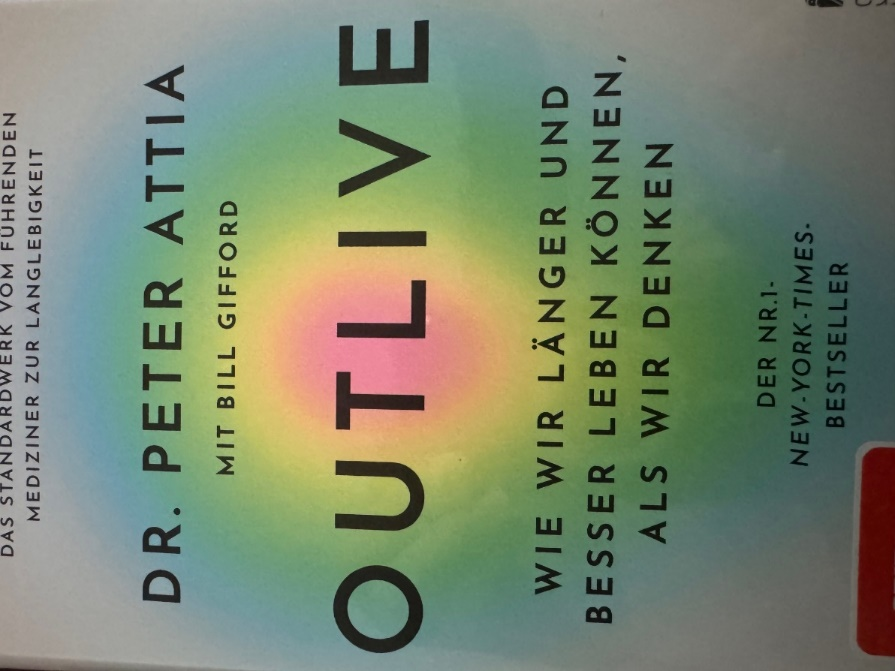 DAS STANDARDWERK VOM FÜHRENDEN
MEDIZINER ZUR LANGLEBIGKEIT
DR. PETER ATTIA
MIT BILL GIFFORD
OUTLIVE
WIE WIR LÄNGER UND
BESSER LEBEN KÖNNEN,
ALS WIR DENKEN
DER NR.1-
NEW-YORK-TIMES-
BESTSELLER